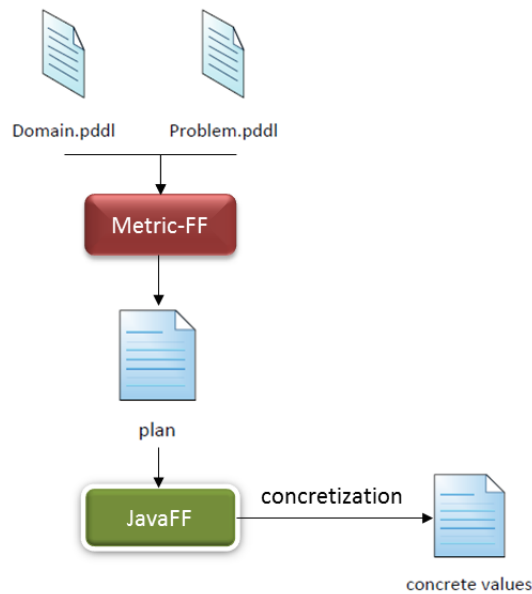 Domain.pddl Problem.pddl
Metric-FF
plan
concretization
JavaFF
concrete values